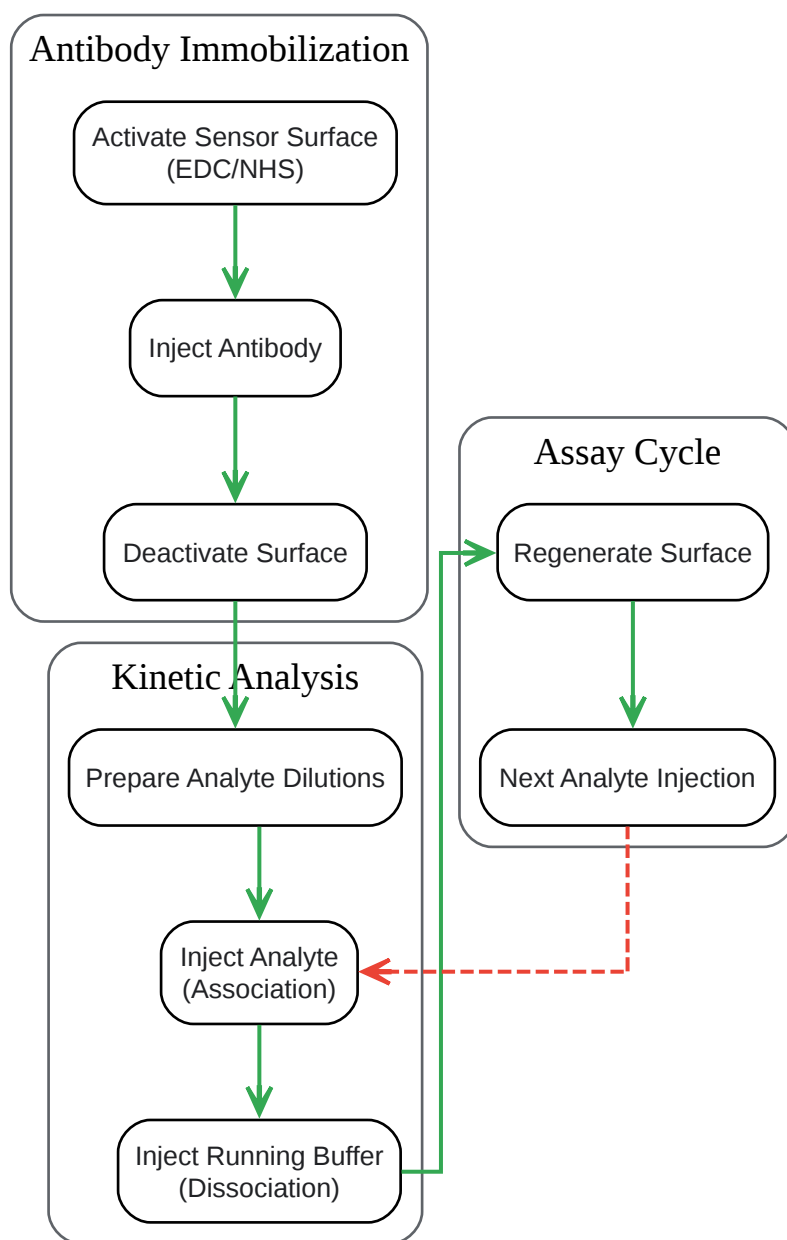 Antibody Immobilization
Activate Sensor Surface
(EDC/NHS)
Inject Antibody
Deactivate Surface
Kinetic Analysis
Prepare Analyte Dilutions
Inject Analyte
(Association)
Inject Running Buffer
(Dissociation)
Assay Cycle
Regenerate Surface
Next Analyte Injection